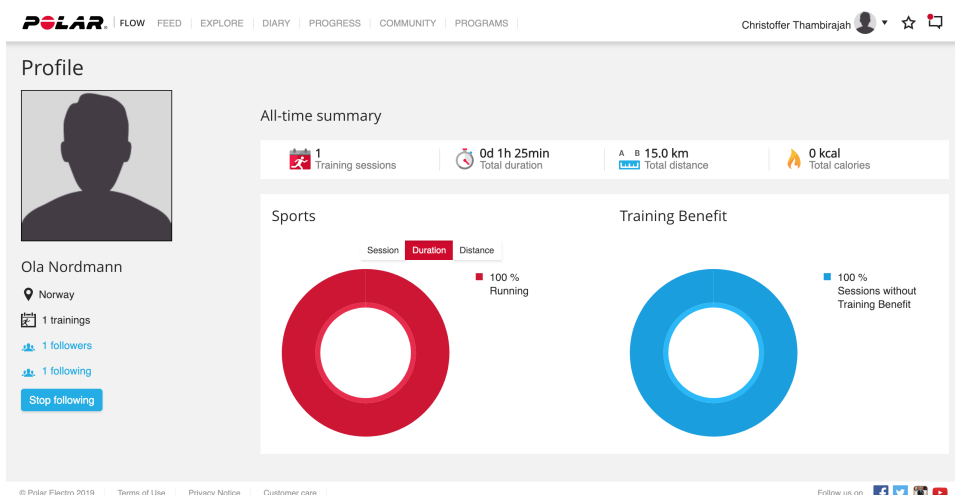 POLAR. FLOW FEED EXPLORE DIARY PROGRESS COMMUNITY PROGRAMS Christoffer Thambirajah
Profile
All-time summary
1
Training sessions
0d 1h 25min
Total duration
A B 15.0 km
Total distance
0 kcal
Total calories
Sports
Session Duration Distance
100 %
Running
Training Benefit
100 %
Sessions without
Training Benefit
Ola Nordmann
Norway
1 trainings
1 followers
1 following
Stop following
© Polar Electro 2019 Terms of Use Privacy Notice Customer care Follow us on